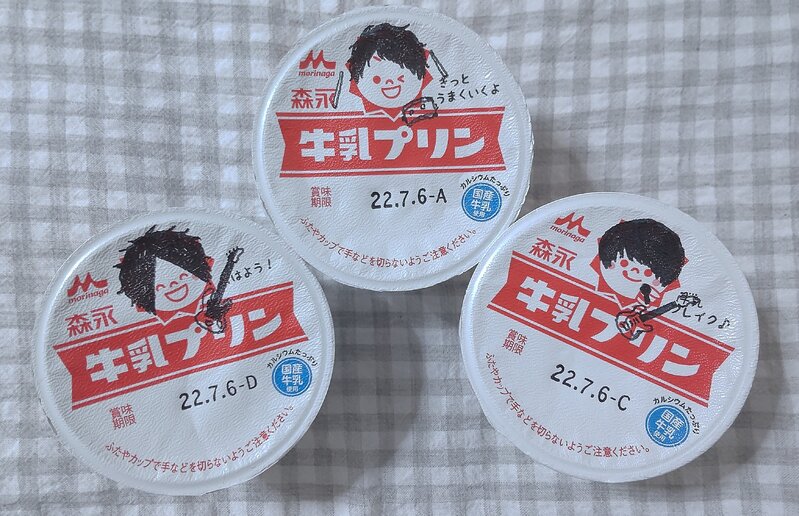 morinaga
森永
きっと
うまくいくよ
牛乳プリン
賞味
期限
22.7.6-A
カルシウムたっぷり
国産
牛乳
使用
ふたやカップで手などを切らないようご注意ください。
morinaga
森永
はよう!
牛乳プリン
賞味
期限
22.7.6-D
カルシウムたっぷり
国産
牛乳
使用
ふたやカップで手などを切らないようご注意ください。
morinaga
森永
ブレイク♪
牛乳プリン
賞味
期限
22.7.6-C
カルシウムたっぷり
国産
牛乳
使用
ふたやカップで手などを切らないようご注意ください。